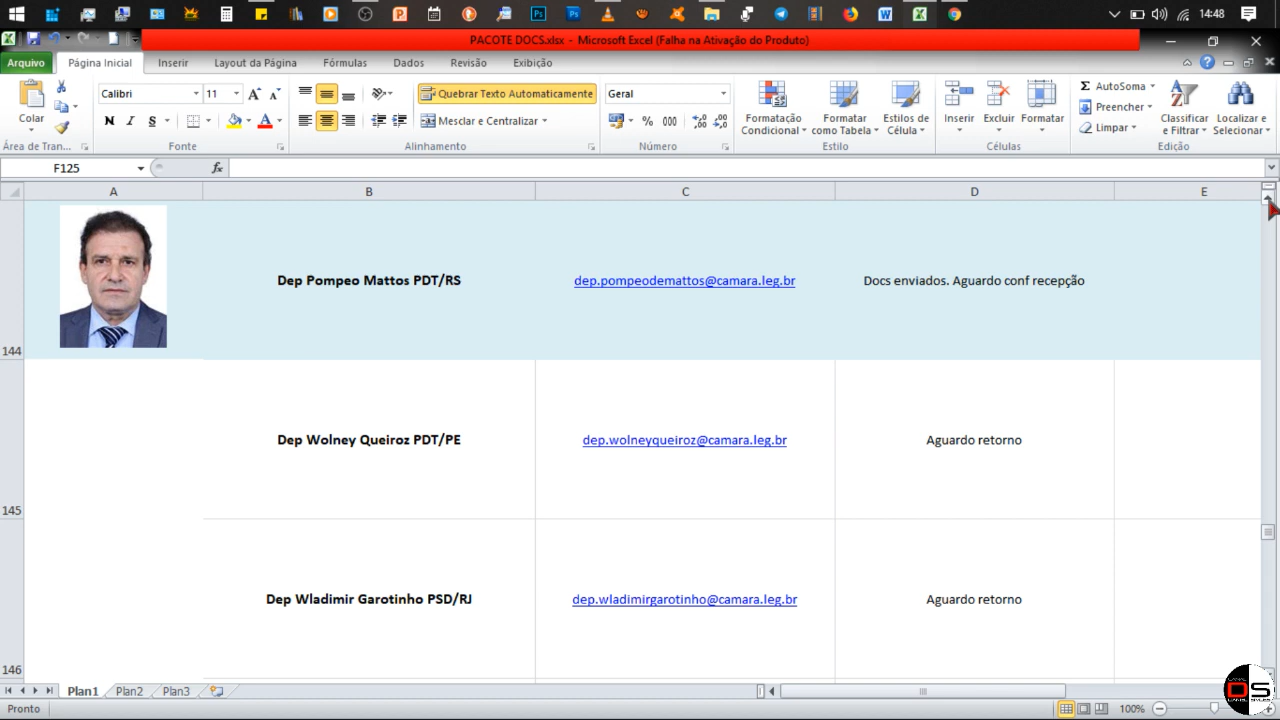 14:48
PACOTE DOCS.xlsx - Microsoft Excel (Falha na Ativação do Produto)
Arquivo Página Inicial Inserir Layout da Página Fórmulas Dados Revisão Exibição
Colar
Calibri 11
N I S
Quebrar Texto Automaticamente
Mesclar e Centralizar
Geral
% 000
Formatação Condicional
Formatar como Tabela
Estilos de Célula
Inserir Excluir Formatar
AutoSoma
Preencher
Limpar
Classificar e Filtrar
Localizar e Selecionar
Área de Tran... Fonte Alinhamento Número Estilo Células Edição
F125 fx
A B C D E
144 Dep Pompeo Mattos PDT/RS dep.pompeodemattos@camara.leg.br Docs enviados. Aguardo conf recepção
145 Dep Wolney Queiroz PDT/PE dep.wolneyqueiroz@camara.leg.br Aguardo retorno
146 Dep Wladimir Garotinho PSD/RJ dep.wladimirgarotinho@camara.leg.br Aguardo retorno
Plan1 Plan2 Plan3
Pronto 100%